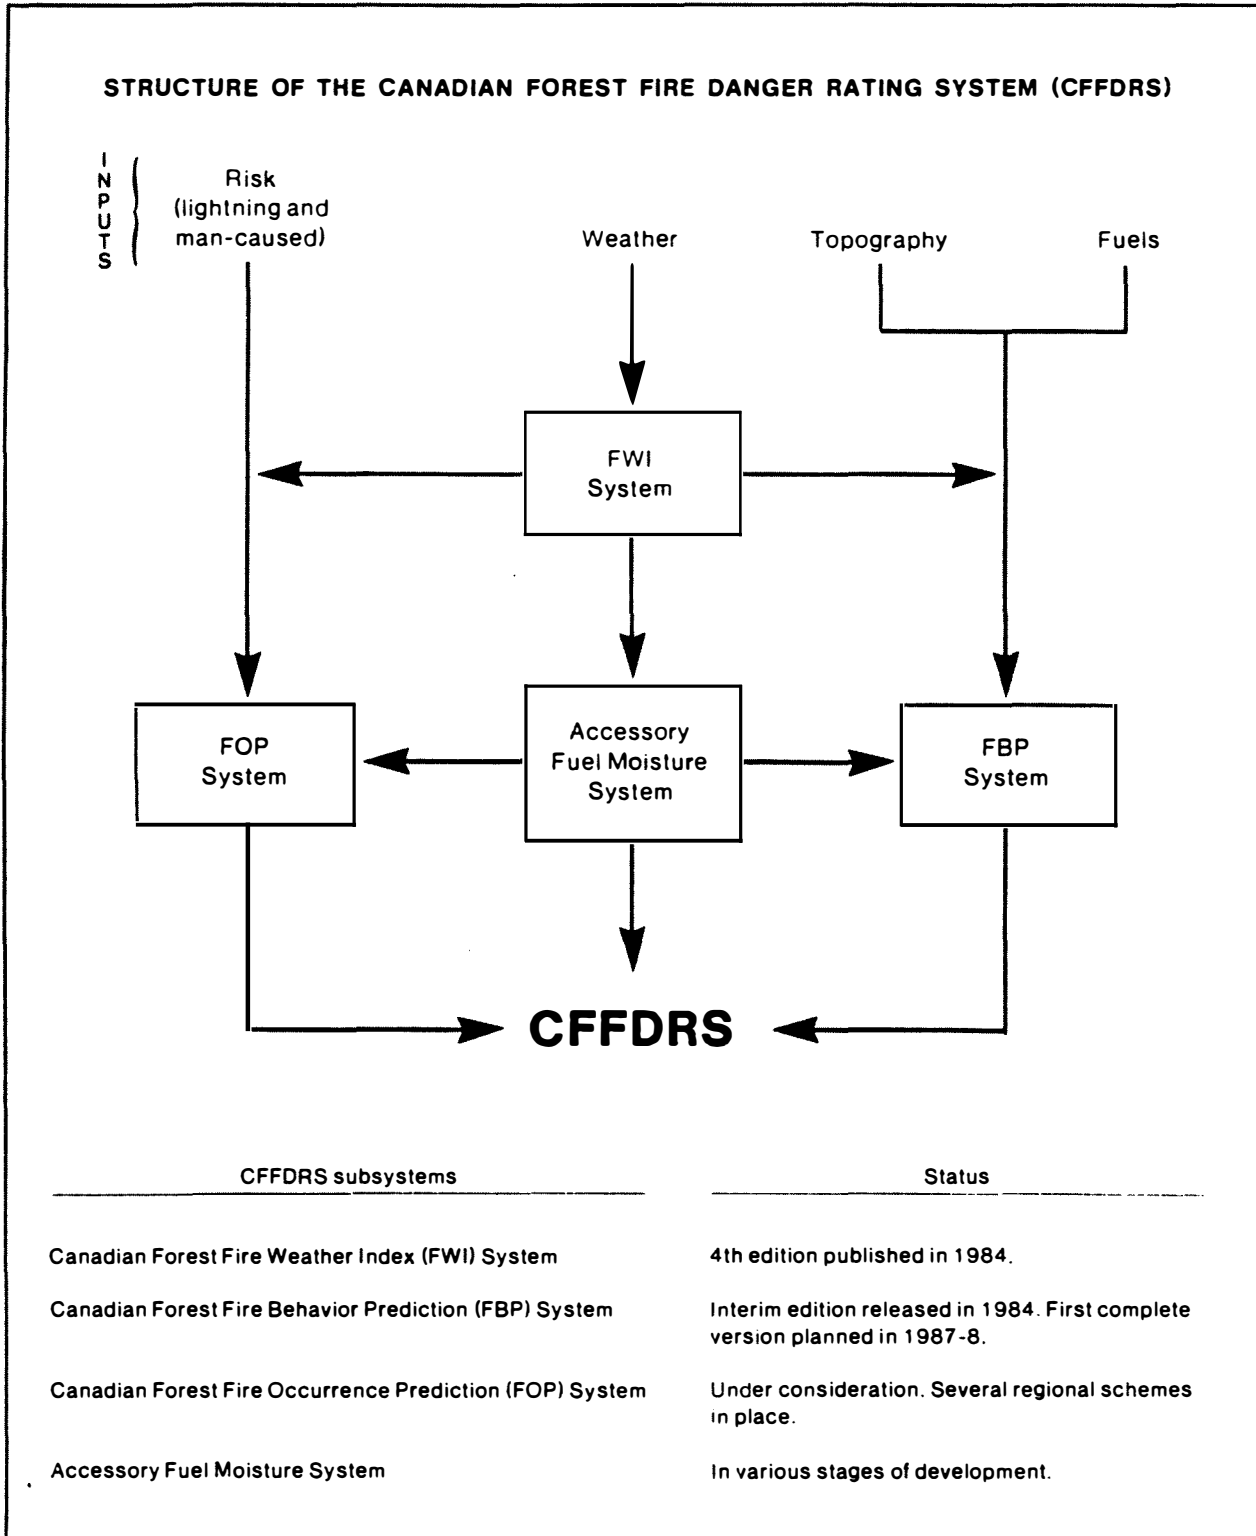 STRUCTURE OF THE CANADIAN FOREST FIRE DANGER RATING SYSTEM (CFFDRS)
INPUTS
Risk
(lightning and
man-caused)
Weather
Topography
Fuels
FWI
System
FOP
System
Accessory
Fuel Moisture
System
FBP
System
CFFDRS
CFFDRS subsystems
Status
Canadian Forest Fire Weather Index (FWI) System
4th edition published in 1984.
Canadian Forest Fire Behavior Prediction (FBP) System
Interim edition released in 1984. First complete
version planned in 1987-8.
Canadian Forest Fire Occurrence Prediction (FOP) System
Under consideration. Several regional schemes
in place.
Accessory Fuel Moisture System
In various stages of development.